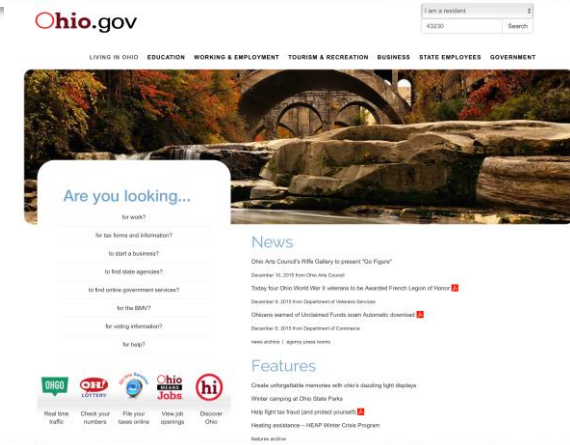 Ohio.gov
I am a resident
43230 Search
LIVING IN OHIO EDUCATION WORKING & EMPLOYMENT TOURISM & RECREATION BUSINESS STATE EMPLOYEES GOVERNMENT
Are you looking...
for work?
for tax forms and information?
to start a business?
to find state agencies?
to find online government services?
for the BMV?
for voting information?
for help?
OHGO
OH!
LOTTERY.
On-line Services
Ohio
MEANS
Jobs
hi
Real time
traffic
Check your
numbers
File your
taxes online
View job
openings
Discover
Ohio
News
Ohio Arts Council's Riffe Gallery to present "Go Figure"
December 10, 2015 from Ohio Arts Council
Today four Ohio World War II veterans to be Awarded French Legion of Honor
December 9, 2015 from Department of Veterans Services
Ohioans warned of Unclaimed Funds scam Automatic download
December 8, 2015 from Department of Commerce
news archive | agency press rooms
Features
Create unforgettable memories with ohio's dazzling light displays
Winter camping at Ohio State Parks
Help fight tax fraud (and protect yourself)
Heating assistance – HEAP Winter Crisis Program
features archive